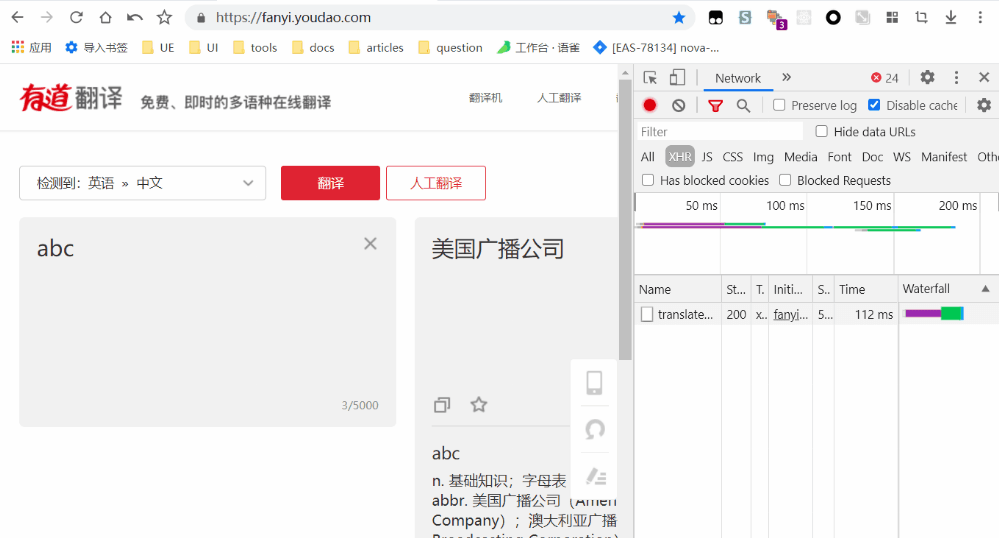 https://fanyi.youdao.com
应用 导入书签 UE UI tools docs articles question 工作台 · 语雀 [EAS-78134] nova-...
3
有道翻译 免费、即时的多语种在线翻译
翻译机 人工翻译
检测到：英语 » 中文
翻译 人工翻译
abc
3/5000
美国广播公司
abc
n. 基础知识；字母表
abbr. 美国广播公司（Ameri
Company）；澳大利亚广播
Broadcasting Corporation)
Network » 24
Preserve log Disable cache
Filter Hide data URLs
All XHR JS CSS Img Media Font Doc WS Manifest Othe
Has blocked cookies Blocked Requests
50 ms 100 ms 150 ms 200 ms
Name St... T. Initi... S.. Time Waterfall
translate... 200 x.. fanyi... 5... 112 ms